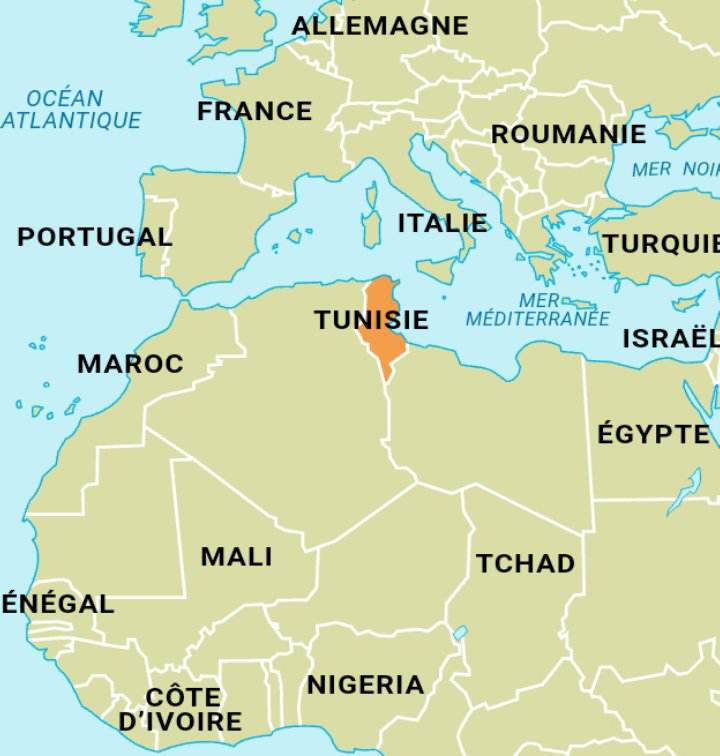 ALLEMAGNE
OCÉAN
ATLANTIQUE
FRANCE
ROUMANIE
MER NOI
PORTUGAL
ITALIE
TURQUIE
TUNISIE
MER
MÉDITERRANÉE
ISRAËL
MAROC
ÉGYPTE
MALI
TCHAD
ÉNÉGAL
NIGERIA
CÔTE
D'IVOIRE